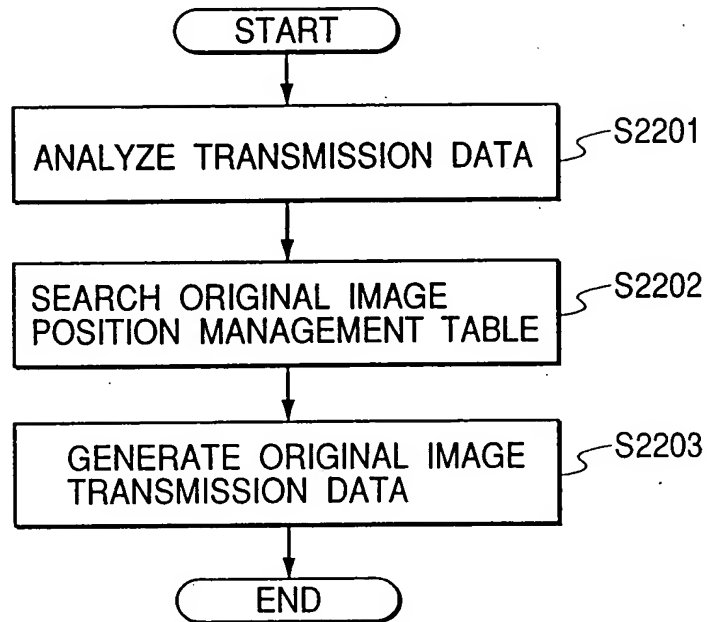 START
ANALYZE TRANSMISSION DATA
S2201
SEARCH ORIGINAL IMAGE
POSITION MANAGEMENT TABLE
S2202
GENERATE ORIGINAL IMAGE
TRANSMISSION DATA
S2203
END